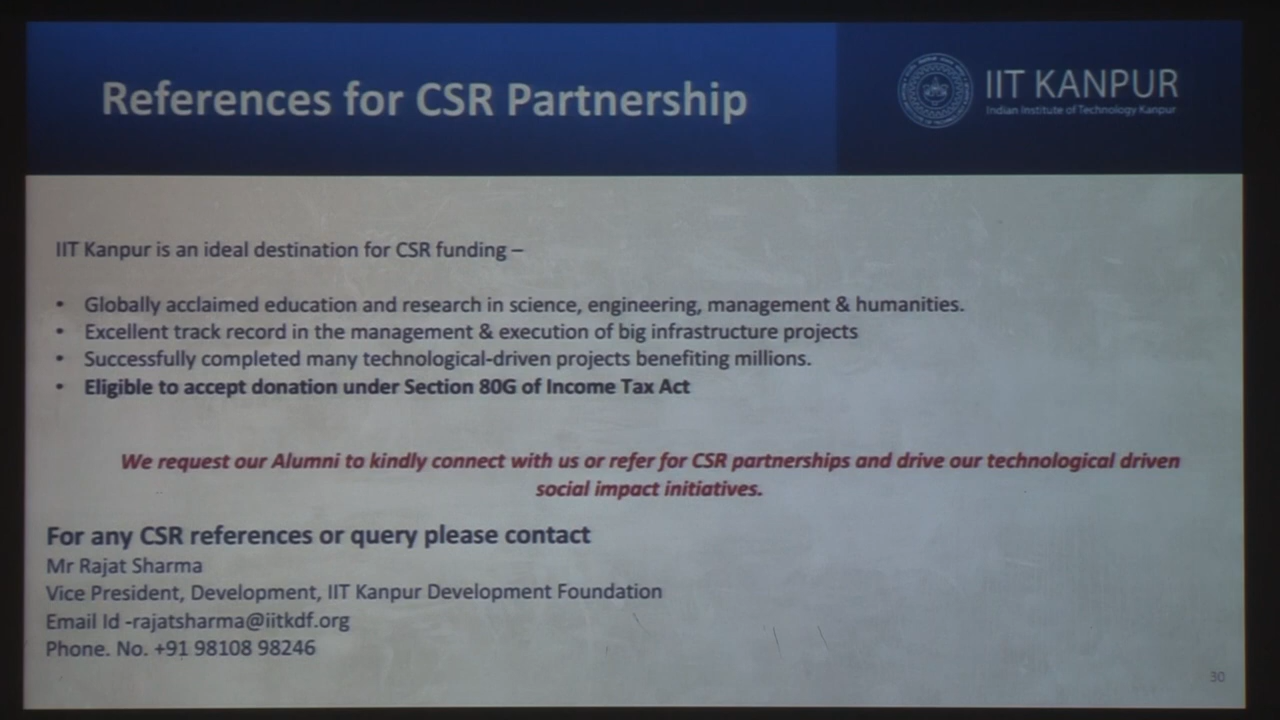 References for CSR Partnership
IIT KANPUR
Indian Institute of Technology Kanpur
IIT Kanpur is an ideal destination for CSR funding –
• Globally acclaimed education and research in science, engineering, management & humanities.
• Excellent track record in the management & execution of big infrastructure projects
• Successfully completed many technological-driven projects benefiting millions.
• Eligible to accept donation under Section 80G of Income Tax Act
We request our Alumni to kindly connect with us or refer for CSR partnerships and drive our technological driven
social impact initiatives.
For any CSR references or query please contact
Mr Rajat Sharma
Vice President, Development, IIT Kanpur Development Foundation
Email Id -rajatsharma@iitkdf.org
Phone. No. +91 98108 98246
30